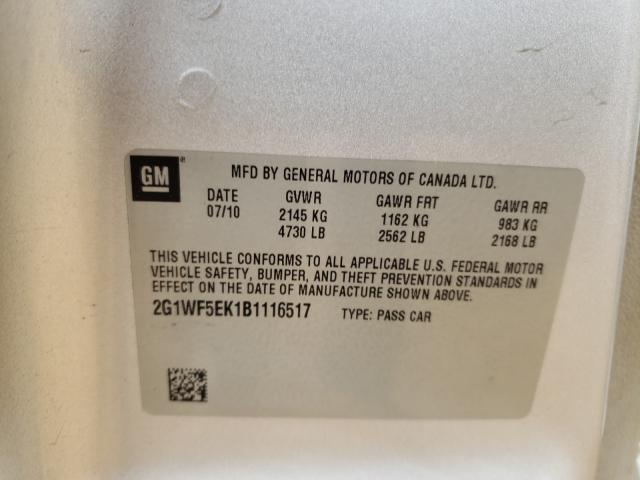 GM
MFD BY GENERAL MOTORS OF CANADA LTD.
DATE GVWR GAWR FRT GAWR RR
07/10 2145 KG 1162 KG 983 KG
4730 LB 2562 LB 2168 LB
THIS VEHICLE CONFORMS TO ALL APPLICABLE U.S. FEDERAL MOTOR
VEHICLE SAFETY, BUMPER, AND THEFT PREVENTION STANDARDS IN
EFFECT ON THE DATE OF MANUFACTURE SHOWN ABOVE.
2G1WF5EK1B1116517 TYPE: PASS CAR